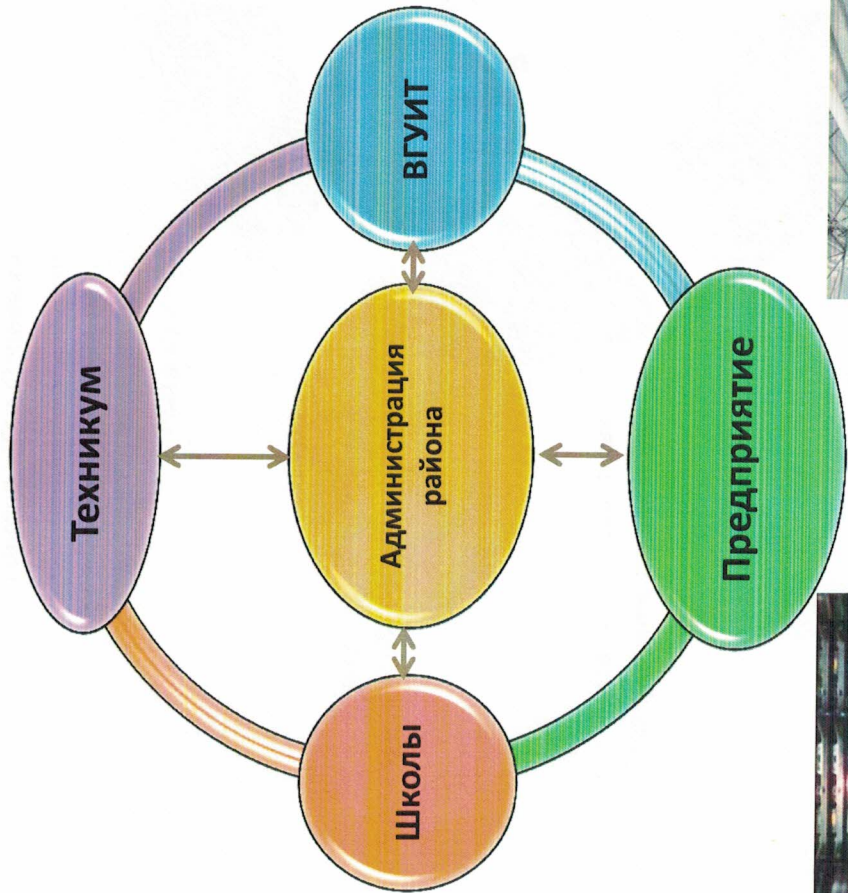 Школы
Предприятие
Администрация
района
Техникум
ВГУИТ